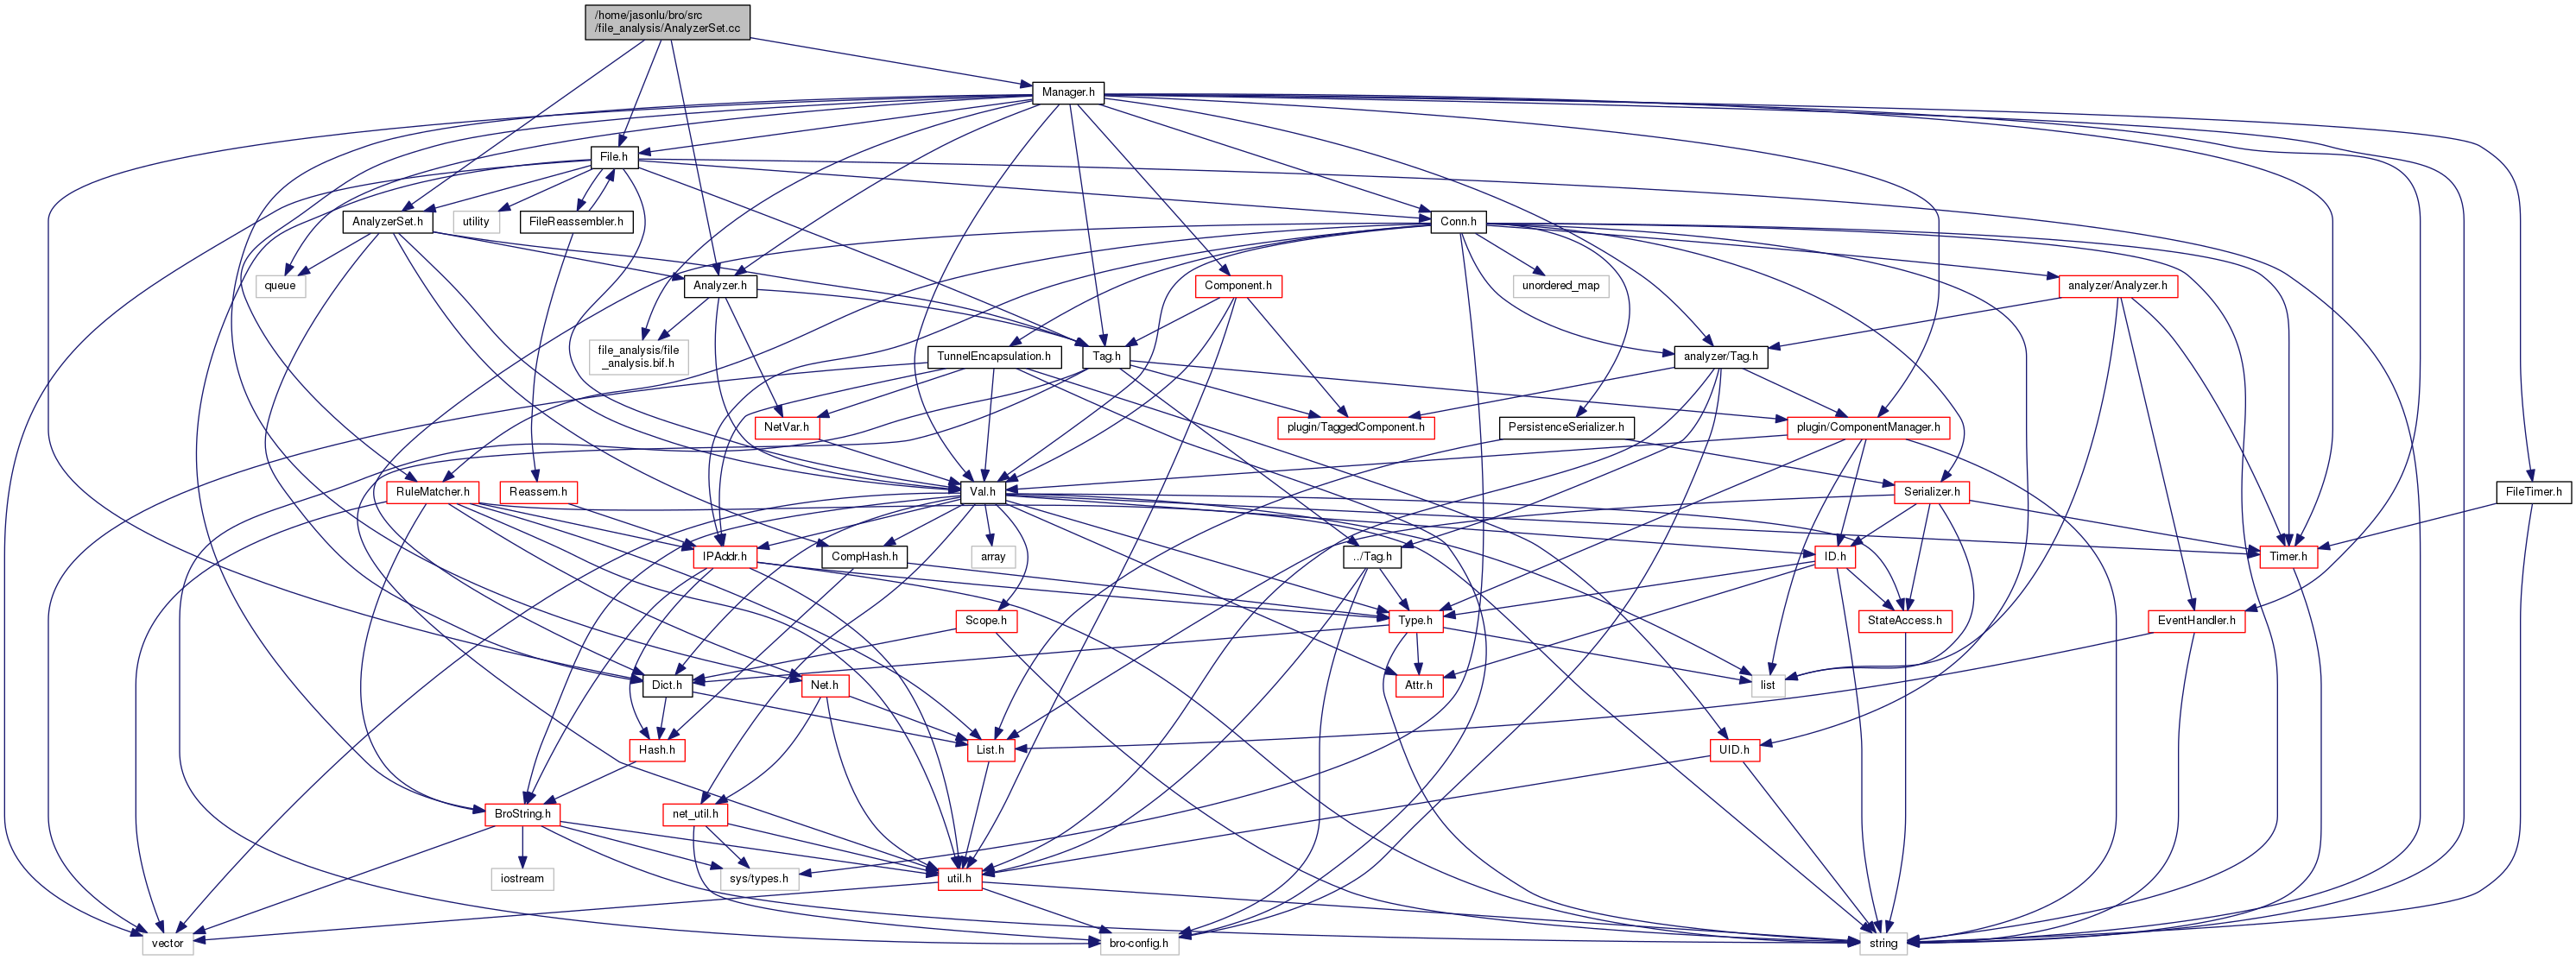 /home/jasonlu/bro/src
/file_analysis/AnalyzerSet.cc
Manager.h
File.h
AnalyzerSet.h
utility
FileReassembler.h
Conn.h
queue
Analyzer.h
Component.h
unordered_map
analyzer/Analyzer.h
file_analysis/file
_analysis.bif.h
TunnelEncapsulation.h
Tag.h
analyzer/Tag.h
NetVar.h
plugin/TaggedComponent.h
PersistenceSerializer.h
plugin/ComponentManager.h
RuleMatcher.h
Reassem.h
Val.h
Serializer.h
FileTimer.h
IPAddr.h
CompHash.h
array
../Tag.h
ID.h
Timer.h
Scope.h
Type.h
StateAccess.h
EventHandler.h
Dict.h
Net.h
Attr.h
list
Hash.h
List.h
UID.h
BroString.h
net_util.h
iostream
sys/types.h
util.h
vector
bro-config.h
string